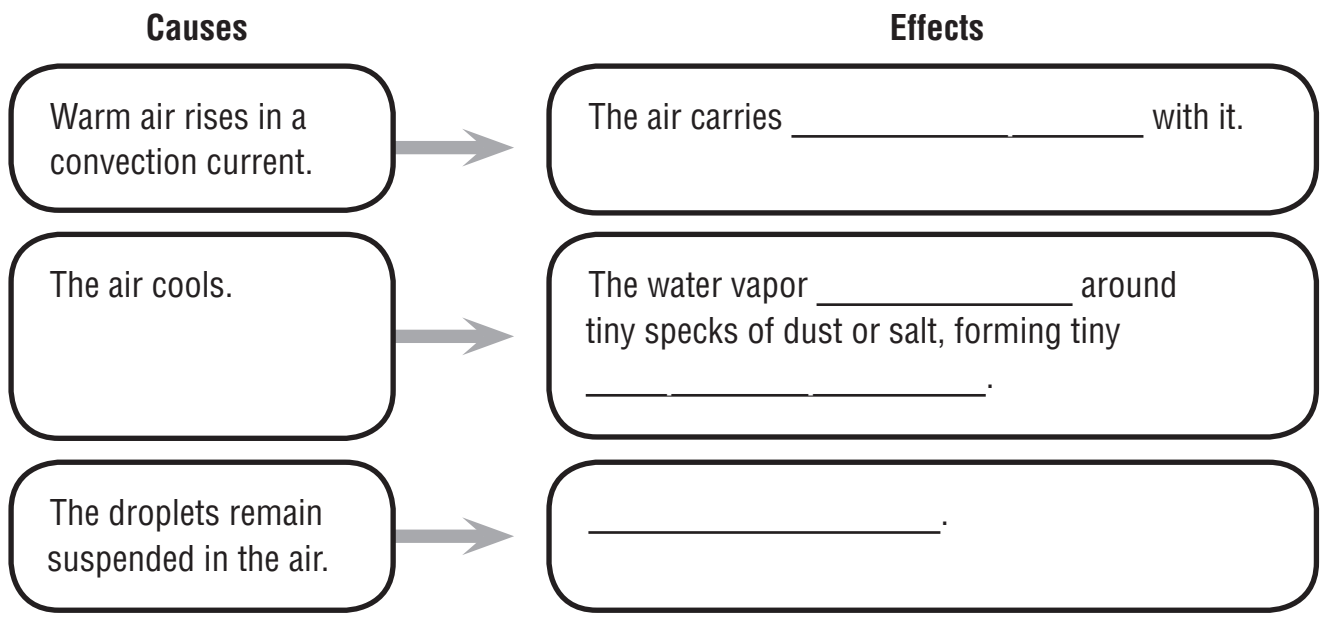 Causes
Effects
Warm air rises in a
convection current.
The air carries ____________ ________ with it.
The air cools.
The water vapor ______________ around
tiny specks of dust or salt, forming tiny
____________________.
The droplets remain
suspended in the air.
____________________.